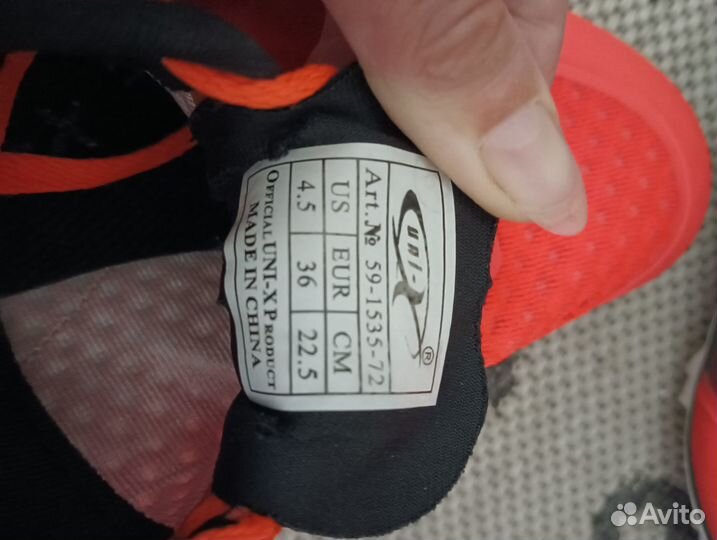 UNI-X ®
Art.№ 59-1535-72
US EUR CM
4.5 36 22.5
OFFICIAL UNI-X PRODUCT
MADE IN CHINA
Avito